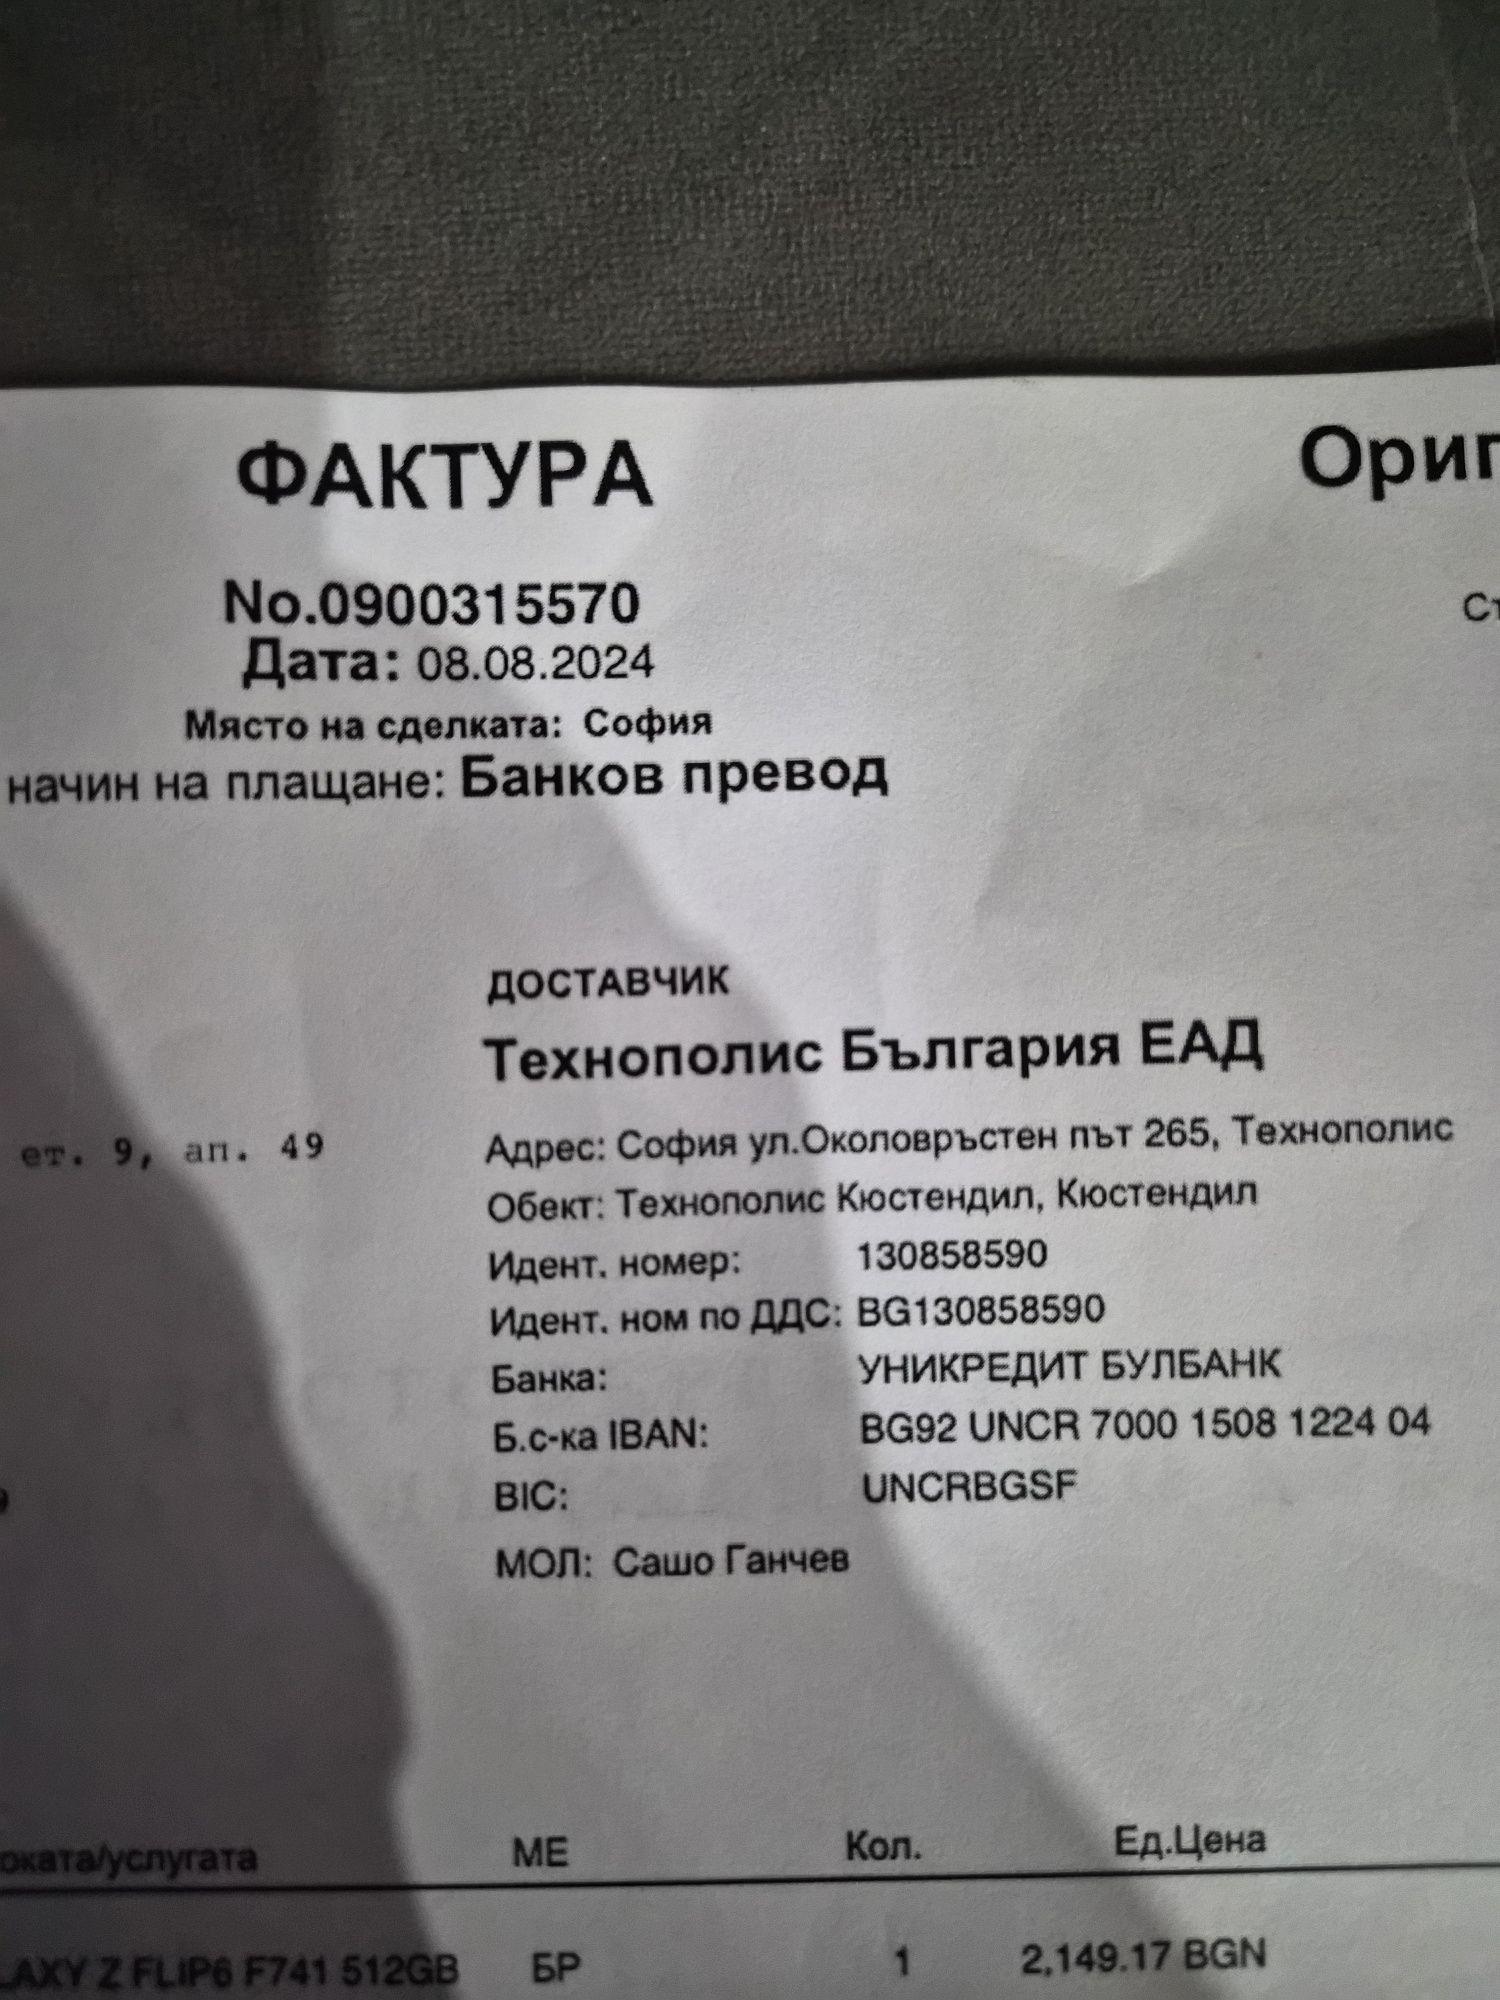 ФАКТУРА
No.0900315570
Дата: 08.08.2024
Място на сделката: София
начин на плащане: Банков превод
ДОСТАВЧИК
Технополис България ЕАД
ет. 9, ап. 49
Адрес: София ул.Околовръстен път 265, Технополис
Обект: Технополис Кюстендил, Кюстендил
Идент. номер: 130858590
Идент. ном по ДДС: BG130858590
Банка: УНИКРЕДИТ БУЛБАНК
Б.с-ка IBAN: BG92 UNCR 7000 1508 1224 04
BIC: UNCRBGSF
МОЛ: Сашо Ганчев
оката/услугата МЕ Кол. Ед.Цена
LAXY Z FLIP6 F741 512GB БР 1 2,149.17 BGN